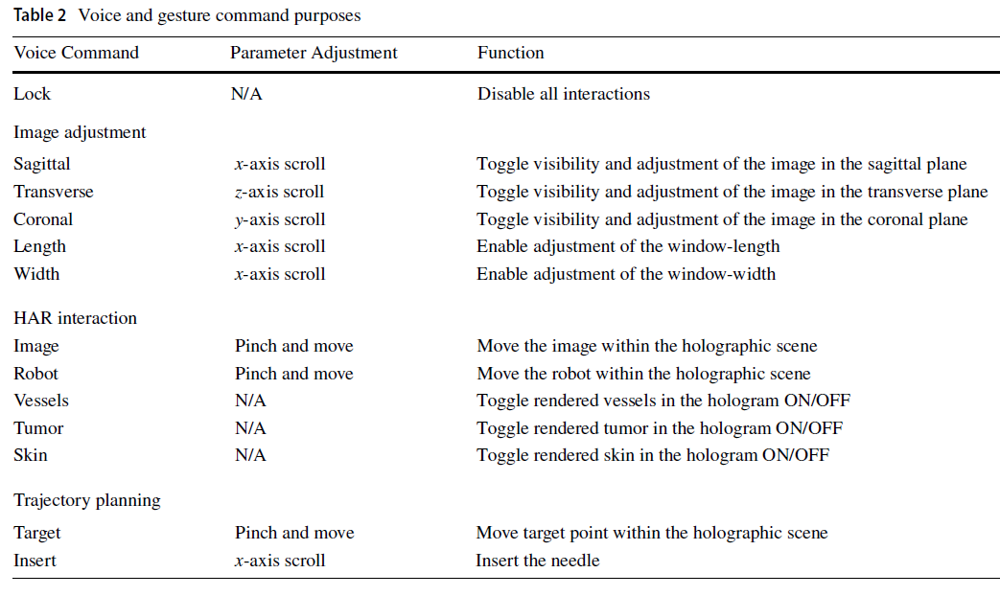 Table 2 Voice and gesture command purposes
Voice Command Parameter Adjustment Function
Lock N/A Disable all interactions
Image adjustment
Sagittal x-axis scroll Toggle visibility and adjustment of the image in the sagittal plane
Transverse z-axis scroll Toggle visibility and adjustment of the image in the transverse plane
Coronal y-axis scroll Toggle visibility and adjustment of the image in the coronal plane
Length x-axis scroll Enable adjustment of the window-length
Width x-axis scroll Enable adjustment of the window-width
HAR interaction
Image Pinch and move Move the image within the holographic scene
Robot Pinch and move Move the robot within the holographic scene
Vessels N/A Toggle rendered vessels in the hologram ON/OFF
Tumor N/A Toggle rendered tumor in the hologram ON/OFF
Skin N/A Toggle rendered skin in the hologram ON/OFF
Trajectory planning
Target Pinch and move Move target point within the holographic scene
Insert x-axis scroll Insert the needle